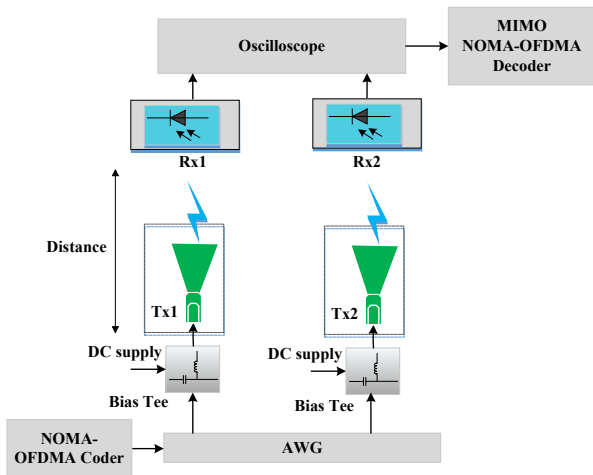 MIMO
NOMA-OFDMA
Decoder
Oscilloscope
Rx1
Rx2
Distance
Tx1
Tx2
DC supply
DC supply
Bias Tee
Bias Tee
NOMA-
OFDMA Coder
AWG